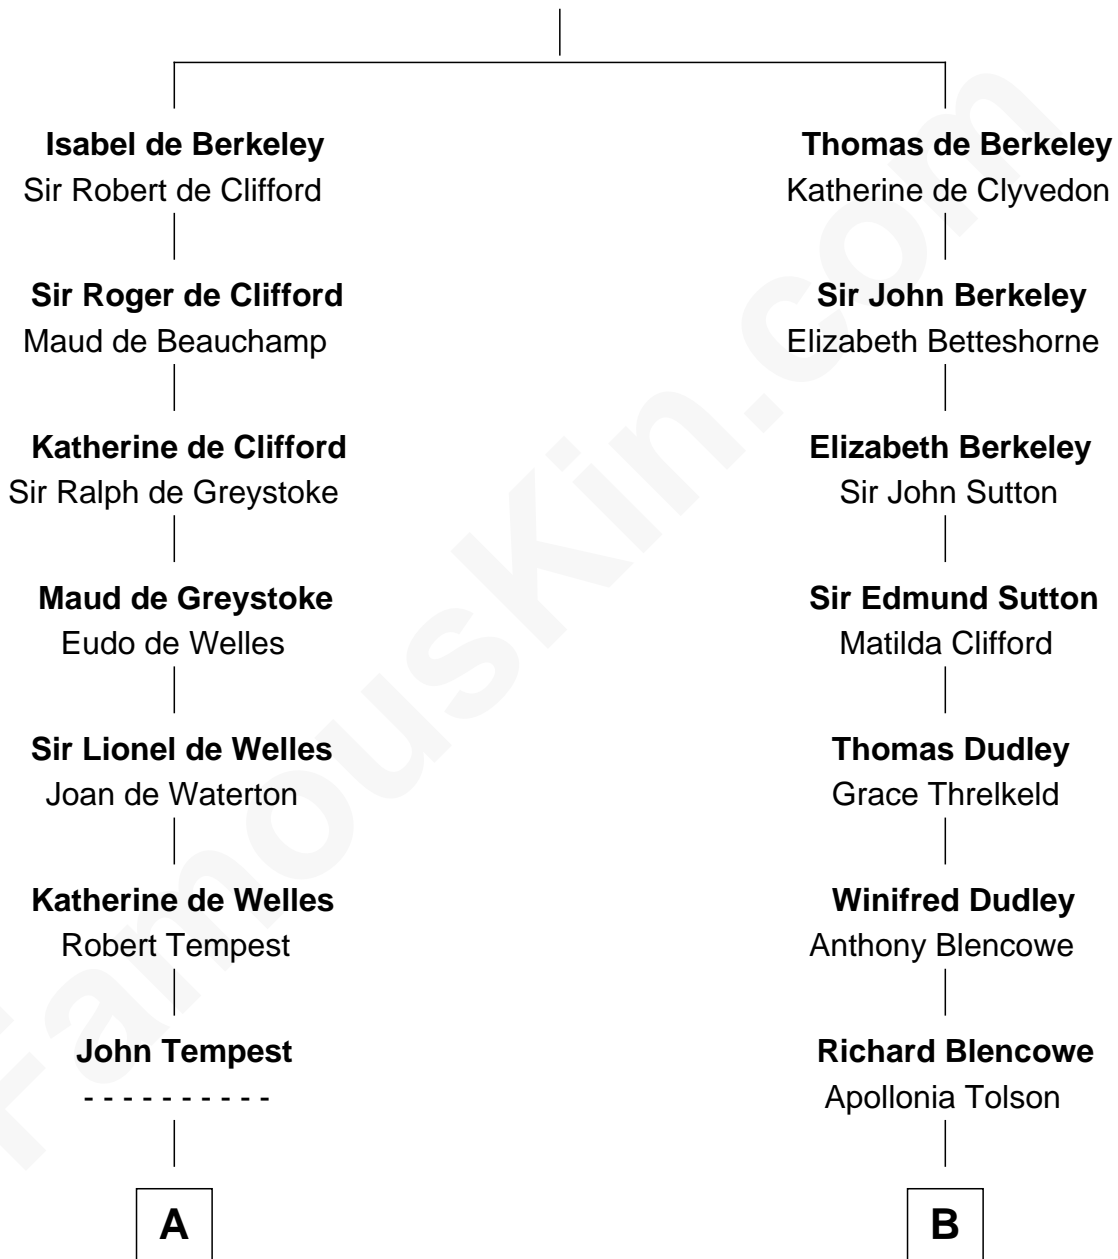 Isabel de Berkeley
Sir Robert de Clifford
Sir Roger de Clifford
Maud de Beauchamp
Katherine de Clifford
Sir Ralph de Greystoke
Maud de Greystoke
Eudo de Welles
Sir Lionel de Welles
Joan de Waterton
Katherine de Welles
Robert Tempest
John Tempest
- - - - - - - - - -
A
Thomas de Berkeley
Katherine de Clyvedon
Sir John Berkeley
Elizabeth Betteshorne
Elizabeth Berkeley
Sir John Sutton
Sir Edmund Sutton
Matilda Clifford
Thomas Dudley
Grace Threlkeld
Winifred Dudley
Anthony Blencowe
Richard Blencowe
Apollonia Tolson
B
FamousKin.com